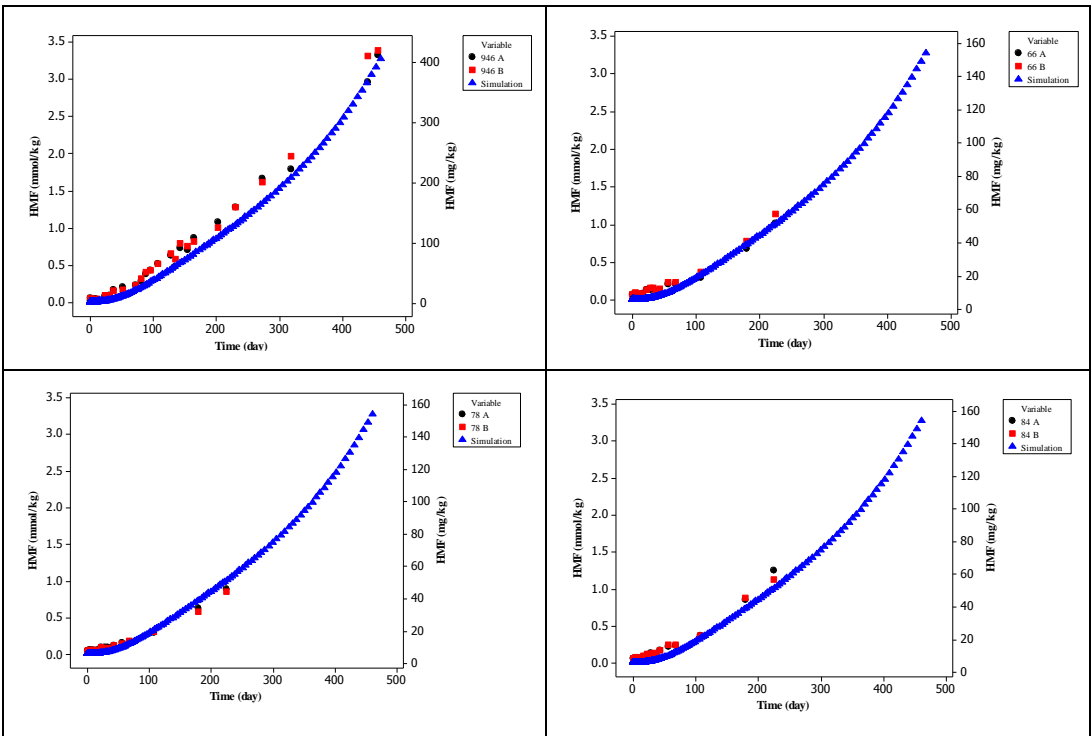 3.5
3.0
2.5
2.0
1.5
1.0
0.5
0.0
HMF (mmol/kg)
0 100 200 300 400 500
Time (day)
400
300
200
100
0
HMF (mg/kg)
Variable
946 A
946 B
Simulation
3.5
3.0
2.5
2.0
1.5
1.0
0.5
0.0
HMF (mmol/kg)
0 100 200 300 400 500
Time (day)
160
140
120
100
80
60
40
20
0
HMF (mg/kg)
Variable
66 A
66 B
Simulation
3.5
3.0
2.5
2.0
1.5
1.0
0.5
0.0
HMF (mmol/kg)
0 100 200 300 400 500
Time (day)
160
140
120
100
80
60
40
20
0
HMF (mg/kg)
Variable
78 A
78 B
Simulation
3.5
3.0
2.5
2.0
1.5
1.0
0.5
0.0
HMF (mmol/kg)
0 100 200 300 400 500
Time (day)
160
140
120
100
80
60
40
20
0
HMF (mg/kg)
Variable
84 A
84 B
Simulation